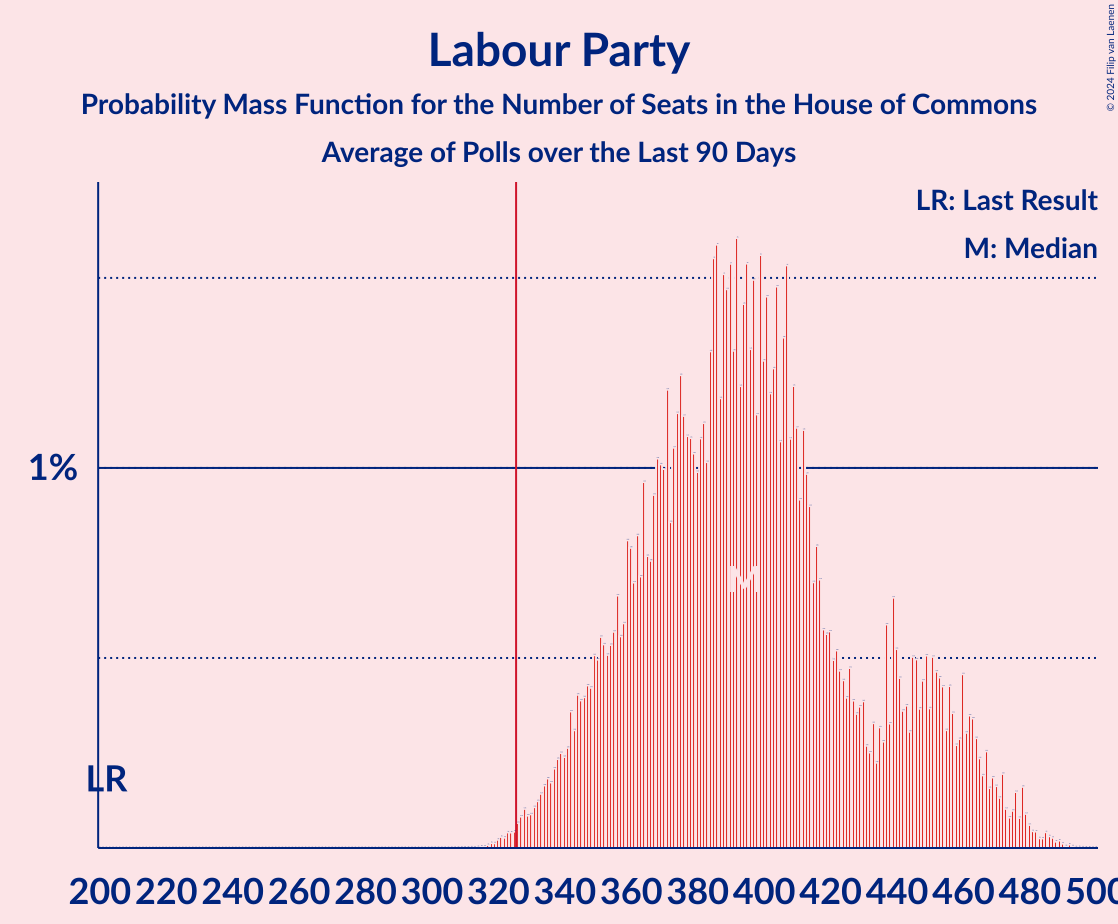 Labour Party
Probability Mass Function for the Number of Seats in the House of Commons
Average of Polls over the Last 90 Days
© 2024 Filip van Laenen
LR: Last Result
M: Median
1%
M
LR
200 220 240 260 280 300 320 340 360 380 400 420 440 460 480 500